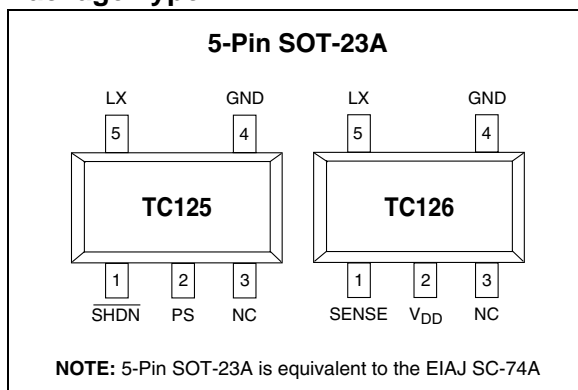 5-Pin SOT-23A
LX GND LX GND
5 4 5 4
TC125 TC126
1 2 3 1 2 3
SHDN PS NC SENSE VDD NC
NOTE: 5-Pin SOT-23A is equivalent to the EIAJ SC-74A